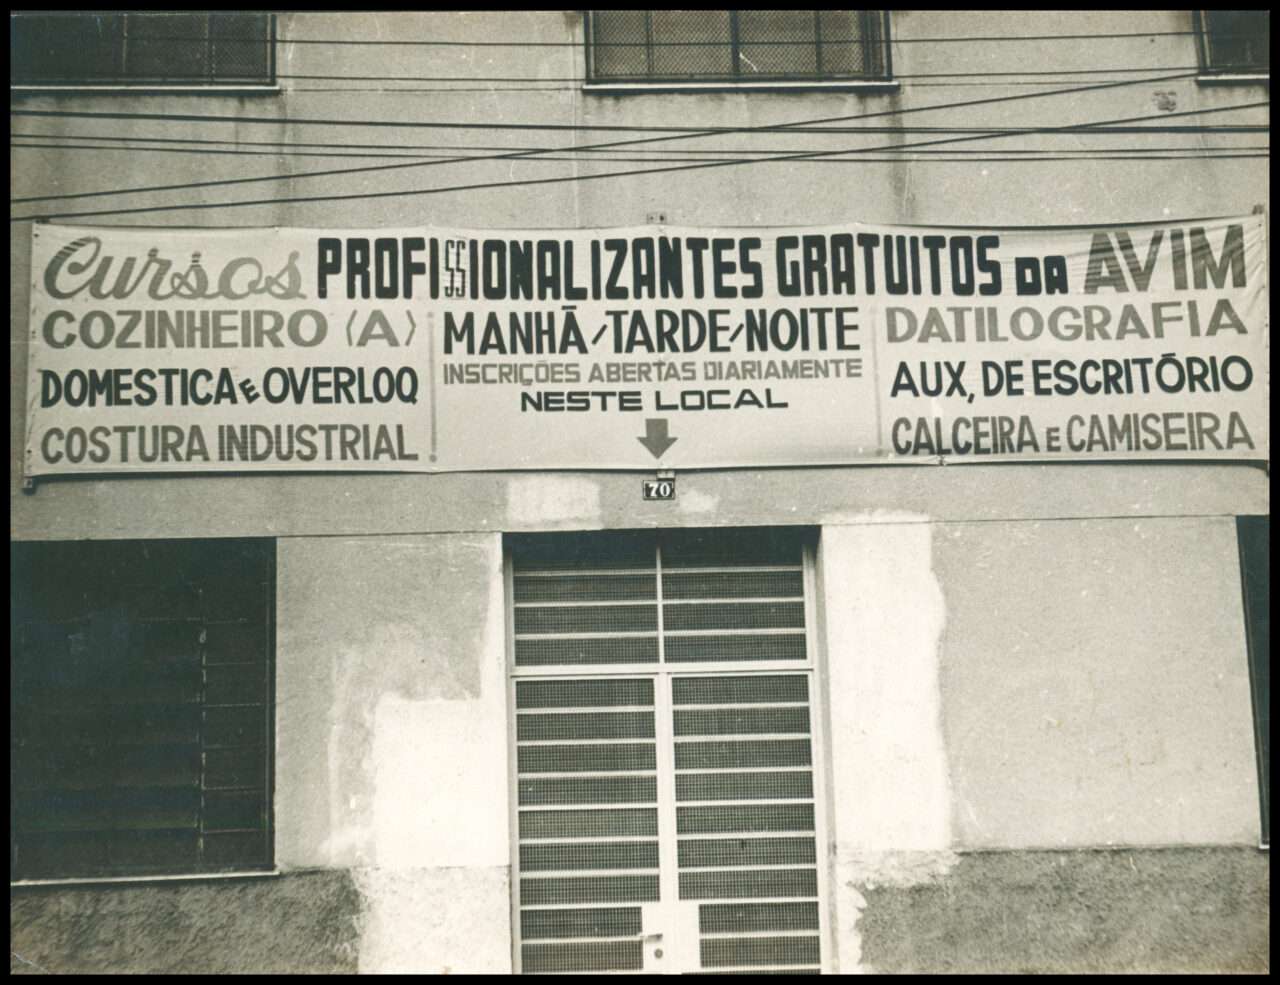 Cursos PROFISSIONALIZANTES GRATUITOS DA AVIM
COZINHEIRO (A)
DOMESTICA E OVERLOQ
COSTURA INDUSTRIAL
MANHÃ/TARDE/NOITE
INSCRIÇÕES ABERTAS DIARIAMENTE
NESTE LOCAL
DATILOGRAFIA
AUX, DE ESCRITÓRIO
CALCEIRA E CAMISEIRA
70